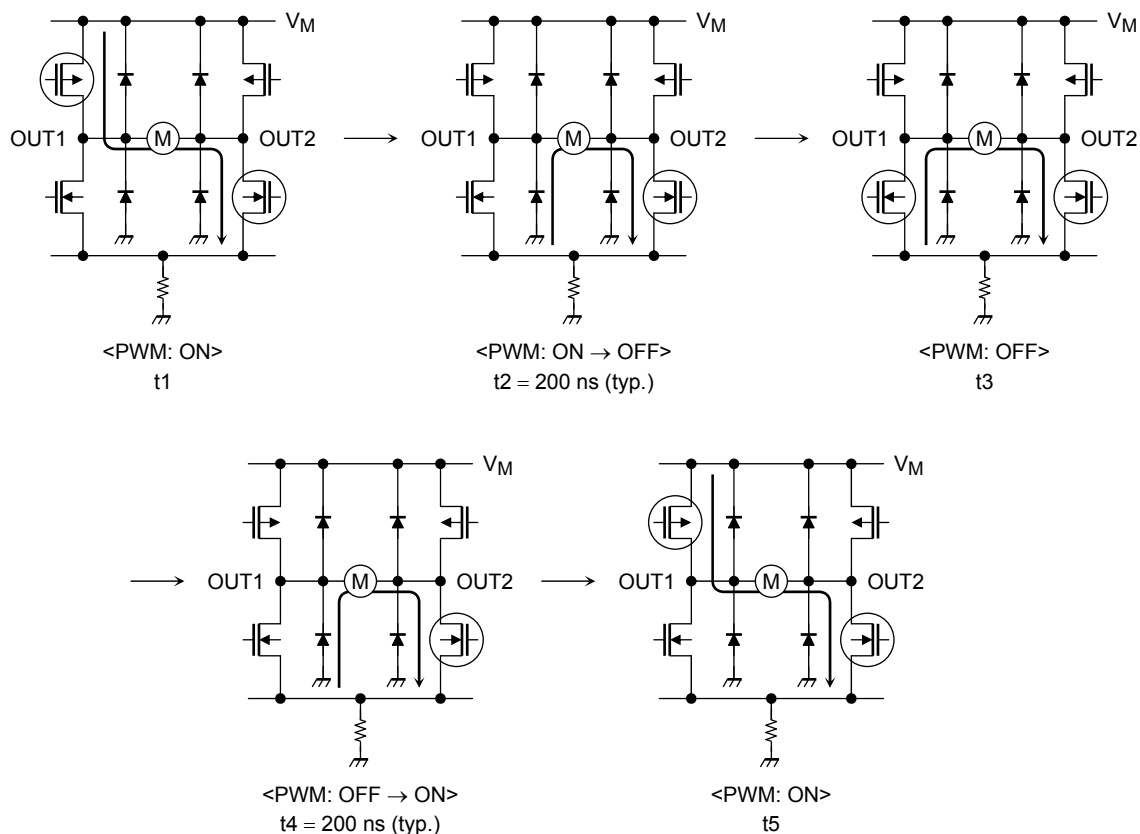 V_M V_M V_M
OUT1 M OUT2 OUT1 M OUT2 OUT1 M OUT2
<PWM: ON> <PWM: ON → OFF> <PWM: OFF>
t1 t2 = 200 ns (typ.) t3
V_M V_M
OUT1 M OUT2 OUT1 M OUT2
<PWM: OFF → ON> <PWM: ON>
t4 = 200 ns (typ.) t5